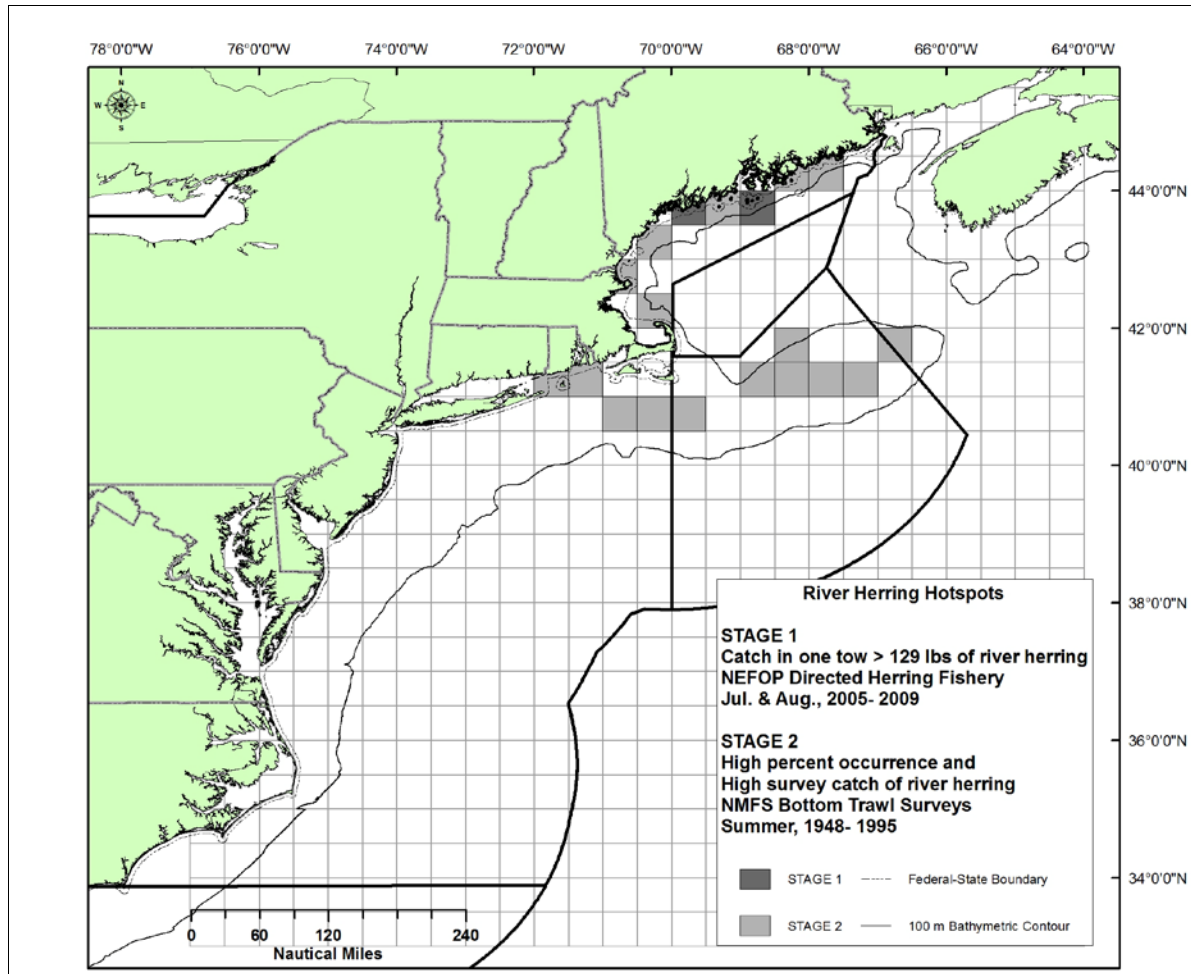 78°0'0"W 76°0'0"W 74°0'0"W 72°0'0"W 70°0'0"W 68°0'0"W 66°0'0"W 64°0'0"W
N
W E
S
44°0'0"N
42°0'0"N
40°0'0"N
38°0'0"N
36°0'0"N
34°0'0"N
River Herring Hotspots
STAGE 1
Catch in one tow > 129 lbs of river herring
NEFOP Directed Herring Fishery
Jul. & Aug., 2005- 2009
STAGE 2
High percent occurrence and
High survey catch of river herring
NMFS Bottom Trawl Surveys
Summer, 1948- 1995
STAGE 1 Federal-State Boundary
STAGE 2 100 m Bathymetric Contour
0 60 120 240
Nautical Miles